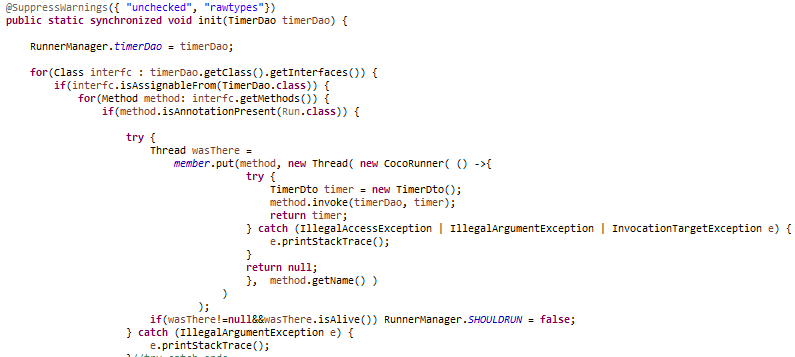 @SuppressWarnings({ "unchecked", "rawtypes"})
public static synchronized void init(TimerDao timerDao) {
RunnerManager.timerDao = timerDao;
for(Class interfc : timerDao.getClass().getInterfaces()) {
if(interfc.isAssignableFrom(TimerDao.class)) {
for(Method method: interfc.getMethods()) {
if(method.isAnnotationPresent(Run.class)) {
try {
Thread wasThere =
member.put(method, new Thread( new CocoRunner( () ->{
try {
TimerDto timer = new TimerDto();
method.invoke(timerDao, timer);
return timer;
} catch (IllegalAccessException | IllegalArgumentException | InvocationTargetException e) {
e.printStackTrace();
}
return null;
}, method.getName() )
)
);
if(wasThere!=null&&wasThere.isAlive()) RunnerManager.SHOULDRUN = false;
} catch (IllegalArgumentException e) {
e.printStackTrace();
}//try catch ends